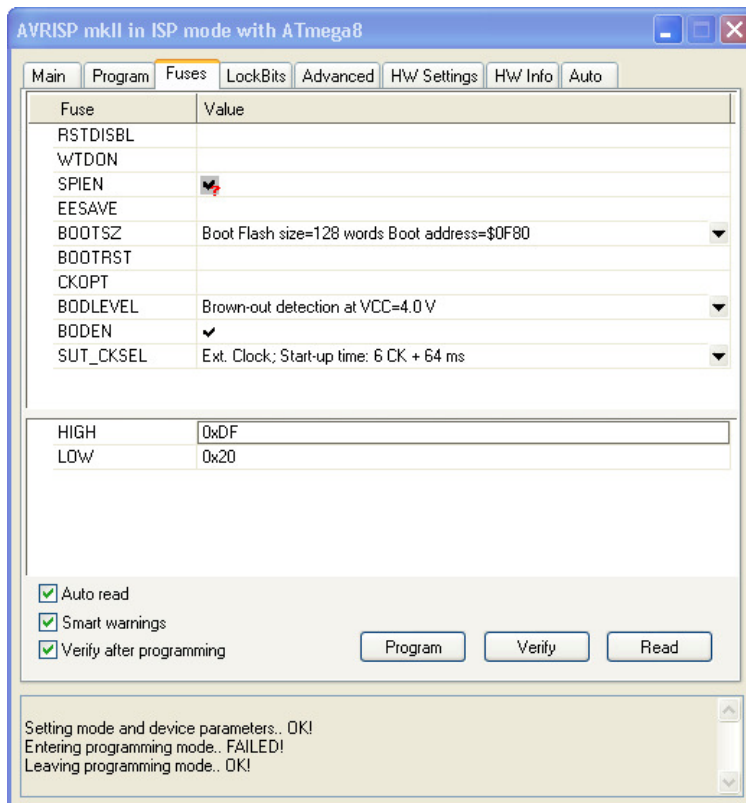 AVRISP mkII in ISP mode with ATmega8
Main Program Fuses LockBits Advanced HW Settings HW Info Auto
Fuse Value
RSTDISBL
WTDON
SPIEN ?
EESAVE
BOOTSZ Boot Flash size=128 words Boot address=$0F80
BOOTRST
CKOPT
BODLEVEL Brown-out detection at VCC=4.0 V
BODEN
SUT_CKSEL Ext. Clock; Start-up time: 6 CK + 64 ms
HIGH 0xDF
LOW 0x20
Auto read
Smart warnings
Verify after programming
Program Verify Read
Setting mode and device parameters.. OK!
Entering programming mode.. FAILED!
Leaving programming mode.. OK!